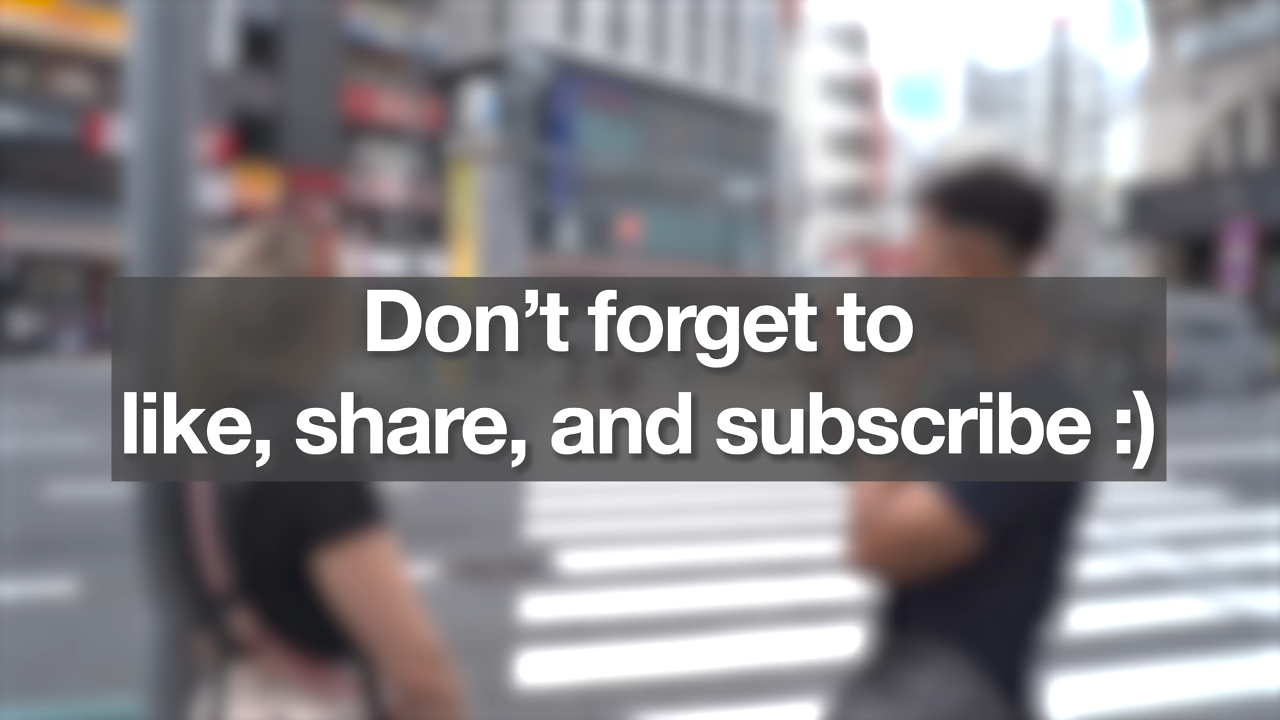 Don’t forget to
like, share, and subscribe :)